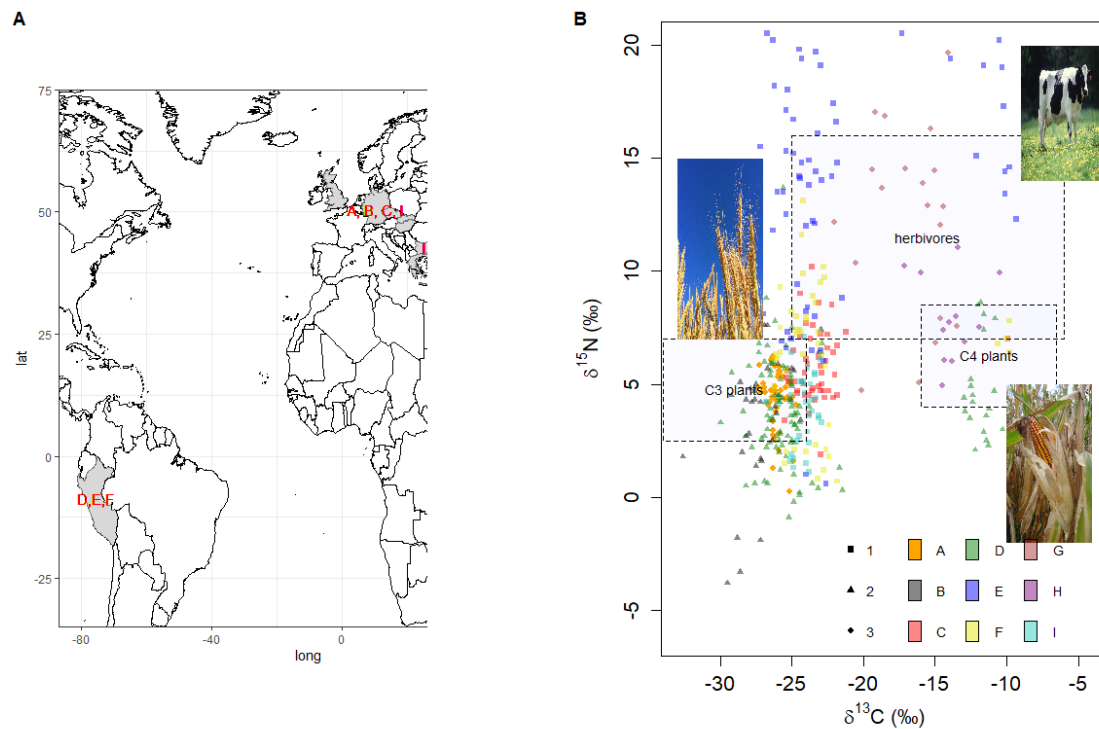 A
lat
75
50
25
0
-25
-80
-40
0
long
A, B, C, I
D,E,F
B
δ15N (‰)
20
15
10
5
0
-5
herbivores
C4 plants
C3 plants
1
A
D
G
2
B
E
H
3
C
F
I
-30
-25
-20
-15
-10
-5
δ13C (‰)